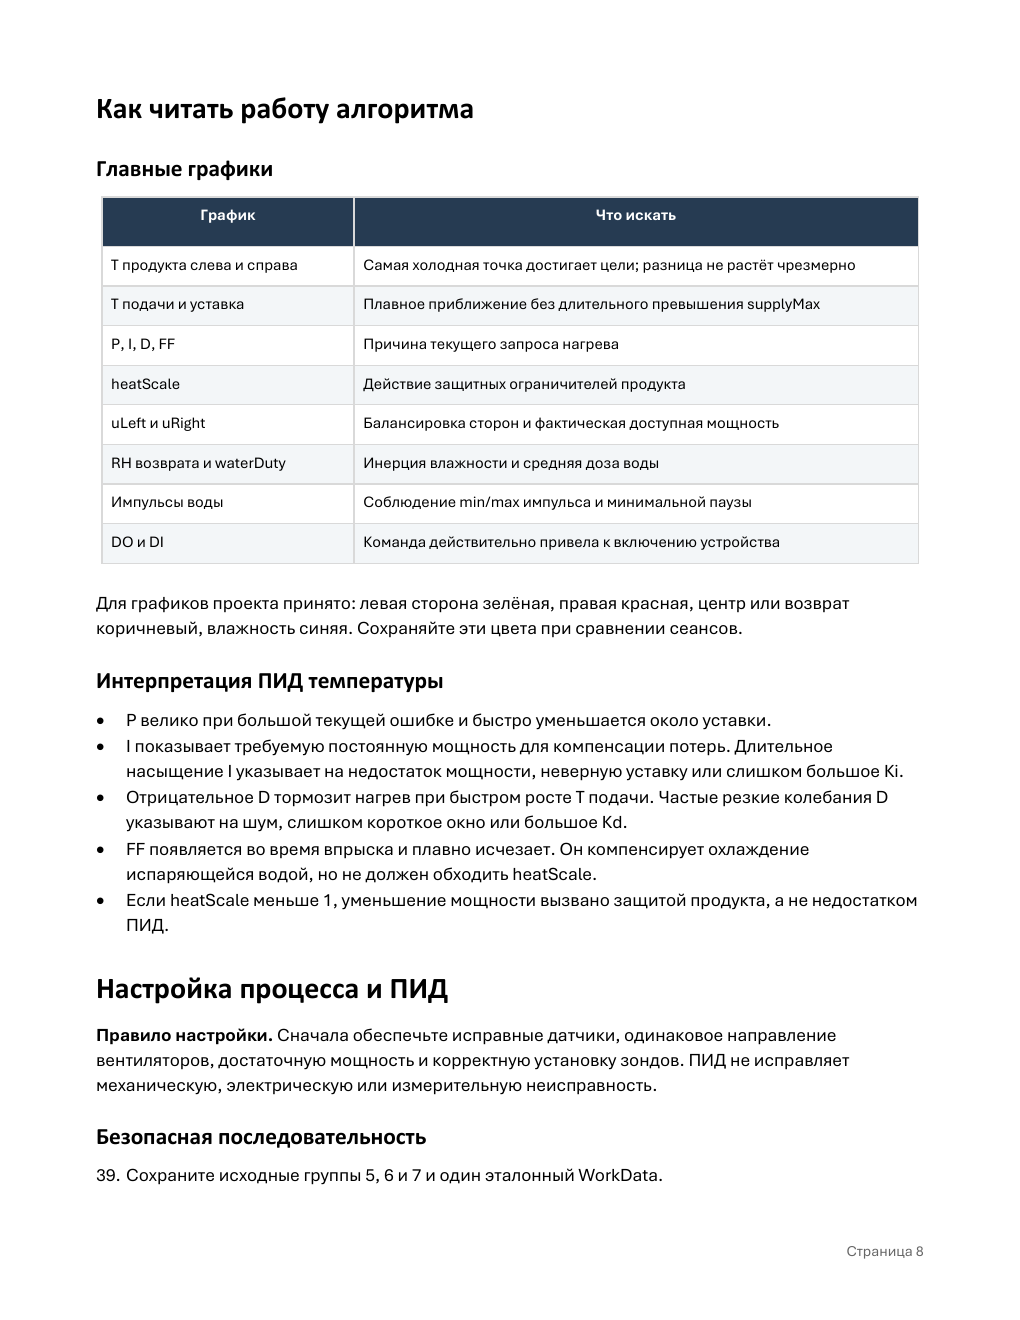 Как читать работу алгоритма
Главные графики
График Что искать
Т продукта слева и справа Самая холодная точка достигает цели; разница не растёт чрезмерно
Т подачи и уставка Плавное приближение без длительного превышения supplyMax
P, I, D, FF Причина текущего запроса нагрева
heatScale Действие защитных ограничителей продукта
uLeft и uRight Балансировка сторон и фактическая доступная мощность
RH возврата и waterDuty Инерция влажности и средняя доза воды
Импульсы воды Соблюдение min/max импульса и минимальной паузы
DO и DI Команда действительно привела к включению устройства
Для графиков проекта принято: левая сторона зелёная, правая красная, центр или возврат
коричневый, влажность синяя. Сохраняйте эти цвета при сравнении сеансов.
Интерпретация ПИД температуры
• P велико при большой текущей ошибке и быстро уменьшается около уставки.
• I показывает требуемую постоянную мощность для компенсации потерь. Длительное
насыщение I указывает на недостаток мощности, неверную уставку или слишком большое Ki.
• Отрицательное D тормозит нагрев при быстром росте Т подачи. Частые резкие колебания D
указывают на шум, слишком короткое окно или большое Kd.
• FF появляется во время впрыска и плавно исчезает. Он компенсирует охлаждение
испаряющейся водой, но не должен обходить heatScale.
• Если heatScale меньше 1, уменьшение мощности вызвано защитой продукта, а не недостатком
ПИД.
Настройка процесса и ПИД
Правило настройки. Сначала обеспечьте исправные датчики, одинаковое направление
вентиляторов, достаточную мощность и корректную установку зондов. ПИД не исправляет
механическую, электрическую или измерительную неисправность.
Безопасная последовательность
39. Сохраните исходные группы 5, 6 и 7 и один эталонный WorkData.
Страница 8